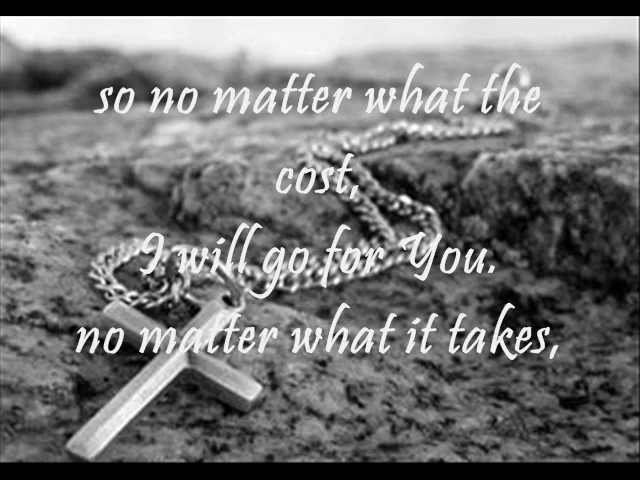 so no matter what the
cost,
I will go for You.
no matter what it takes,